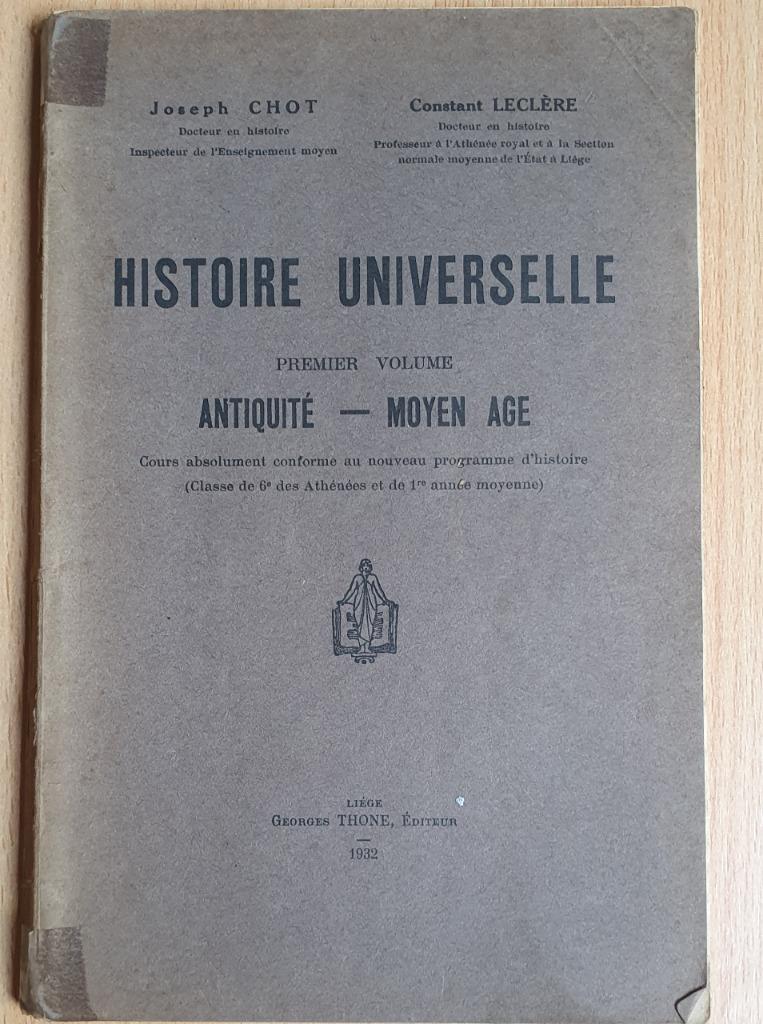 Joseph CHOT
Docteur en histoire
Inspecteur de l'Enseignement moyen
Constant LECLÈRE
Docteur en histoire
Professeur à l'Athénée royal et à la Section
normale moyenne de l'État à Liége
HISTOIRE UNIVERSELLE
PREMIER VOLUME
ANTIQUITÉ — MOYEN AGE
Cours absolument conforme au nouveau programme d'histoire
(Classe de 6e des Athénées et de 1re année moyenne)
LIÉGE
GEORGES THONE, ÉDITEUR
1932